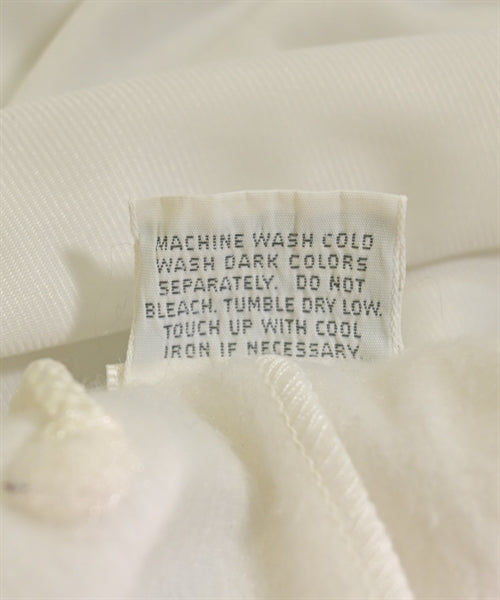 MACHINE WASH COLD
WASH DARK COLORS
SEPARATELY. DO NOT
BLEACH. TUMBLE DRY LOW.
TOUCH UP WITH COOL
IRON IF NECESSARY.